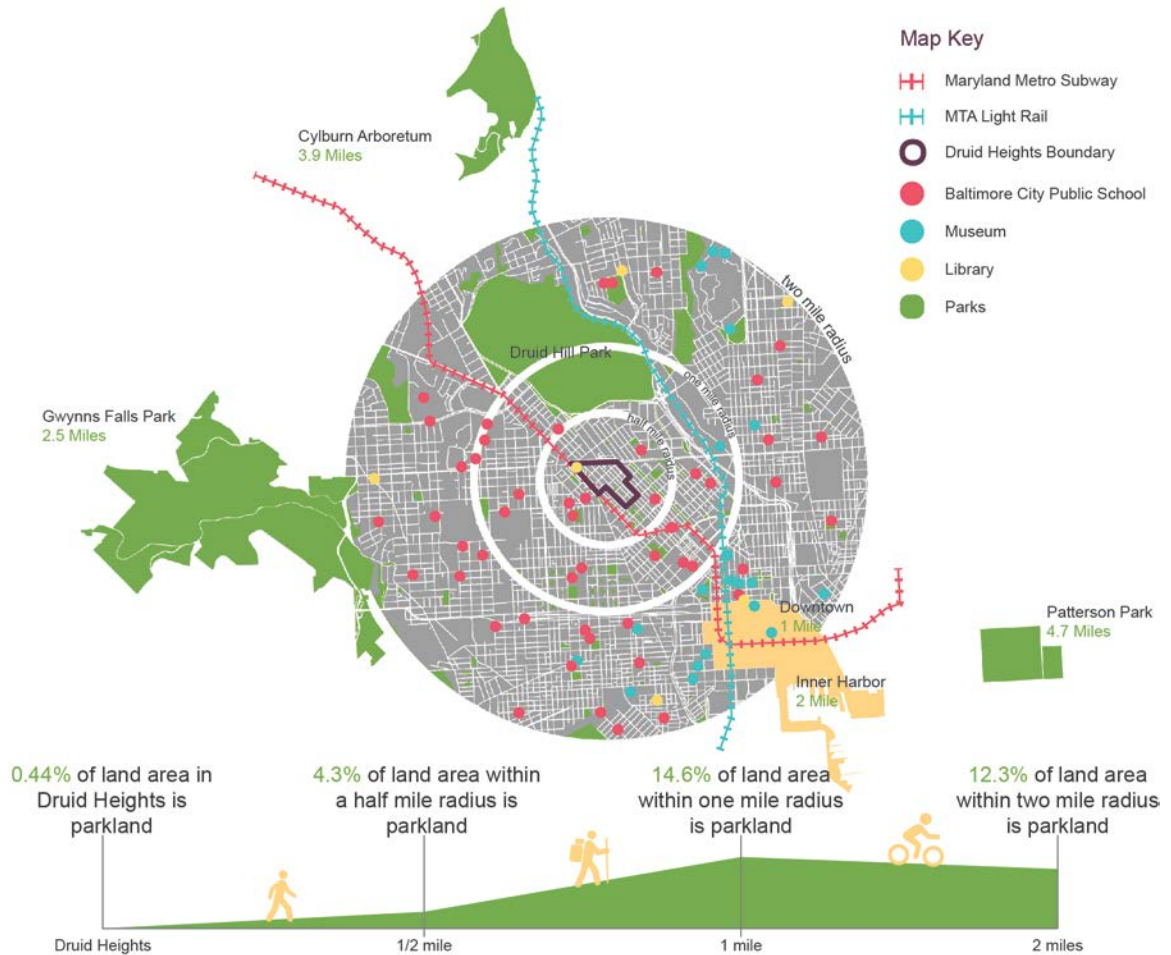 Map Key
Maryland Metro Subway
MTA Light Rail
Druid Heights Boundary
Baltimore City Public School
Museum
Library
Parks
Cylburn Arboretum
3.9 Miles
two mile radius
Druid Hill Park
one mile radius
half mile radius
Gwynns Falls Park
2.5 Miles
Downtown
1 Mile
Patterson Park
4.7 Miles
Inner Harbor
2 Mile
0.44% of land area in
Druid Heights is
parkland
4.3% of land area within
a half mile radius is
parkland
14.6% of land area
within one mile radius
is parkland
12.3% of land area
within two mile radius
is parkland
Druid Heights
1/2 mile
1 mile
2 miles